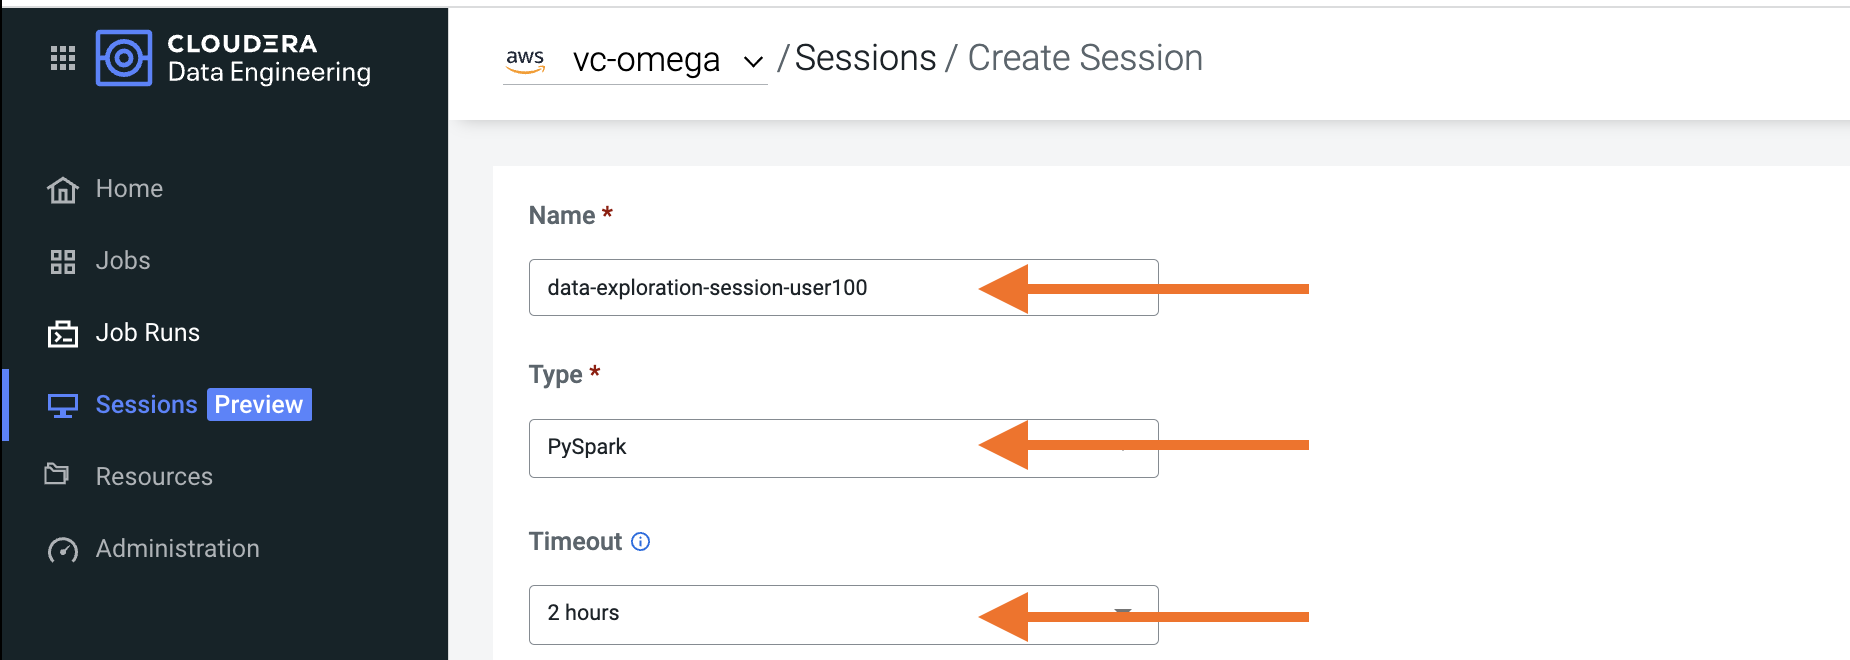 CLOUDERA
Data Engineering
Home
Jobs
Job Runs
Sessions Preview
Resources
Administration
aws vc-omega / Sessions / Create Session
Name *
data-exploration-session-user100
Type *
PySpark
Timeout
2 hours